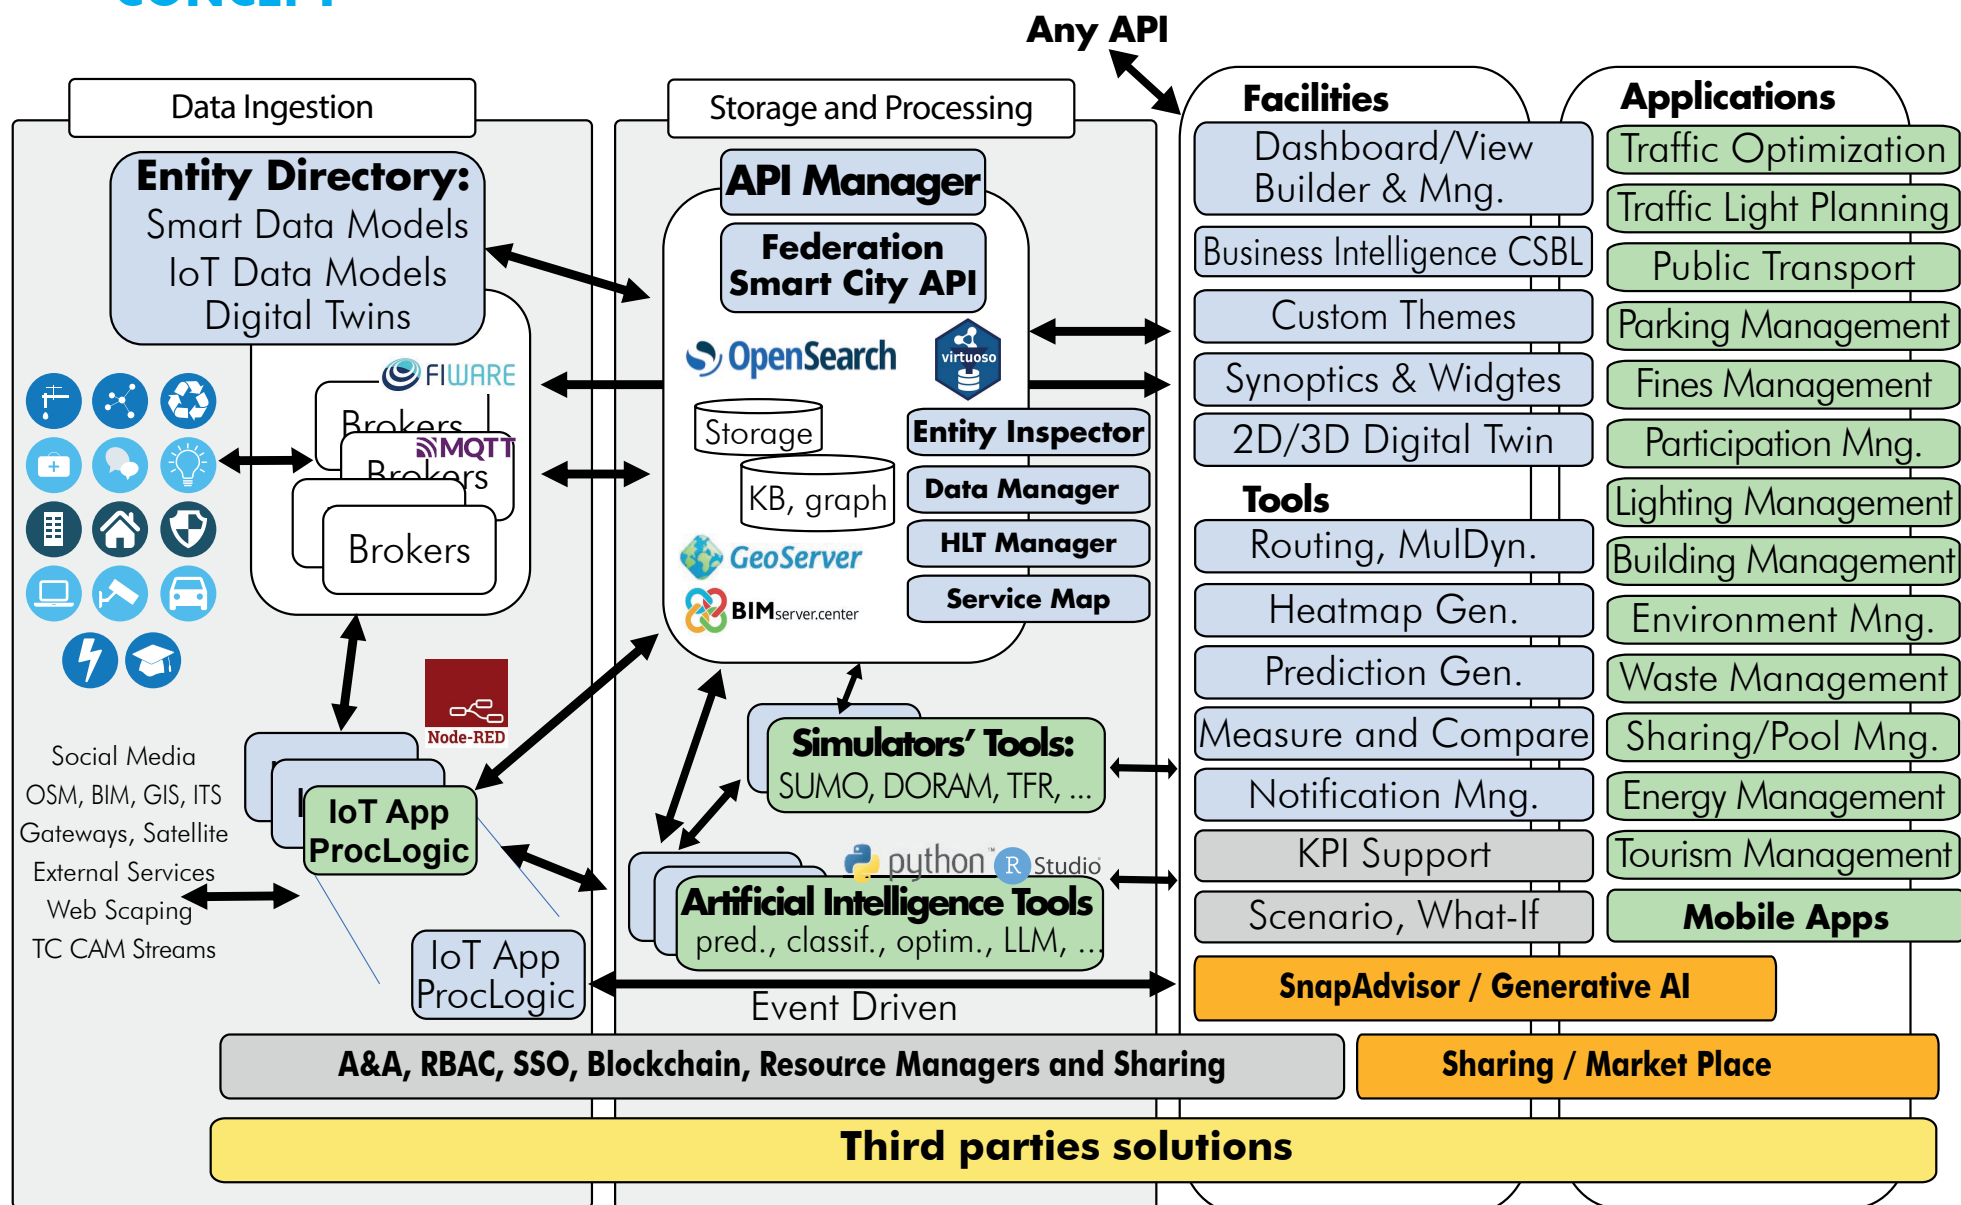 CONCEPT
Any API
Data Ingestion
Entity Directory:
Smart Data Models
IoT Data Models
Digital Twins
FIWARE
Brokers
MQTT
Brokers
Brokers
Node-RED
Social Media
OSM, BIM, GIS, ITS
Gateways, Satellite
External Services
Web Scaping
TC CAM Streams
IoT App
ProcLogic
IoT App
ProcLogic
Storage and Processing
API Manager
Federation
Smart City API
OpenSearch
virtuoso
Storage
KB, graph
GeoServer
BIMserver.center
Entity Inspector
Data Manager
HLT Manager
Service Map
Simulators’ Tools:
SUMO, DORAM, TFR, ...
python™
R Studio
Artificial Intelligence Tools
pred., classif., optim., LLM, ...
Event Driven
Facilities
Dashboard/View
Builder & Mng.
Business Intelligence CSBL
Custom Themes
Synoptics & Widgtes
2D/3D Digital Twin
Tools
Routing, MulDyn.
Heatmap Gen.
Prediction Gen.
Measure and Compare
Notification Mng.
KPI Support
Scenario, What-If
Applications
Traffic Optimization
Traffic Light Planning
Public Transport
Parking Management
Fines Management
Participation Mng.
Lighting Management
Building Management
Environment Mng.
Waste Management
Sharing/Pool Mng.
Energy Management
Tourism Management
Mobile Apps
SnapAdvisor / Generative AI
A&A, RBAC, SSO, Blockchain, Resource Managers and Sharing
Sharing / Market Place
Third parties solutions